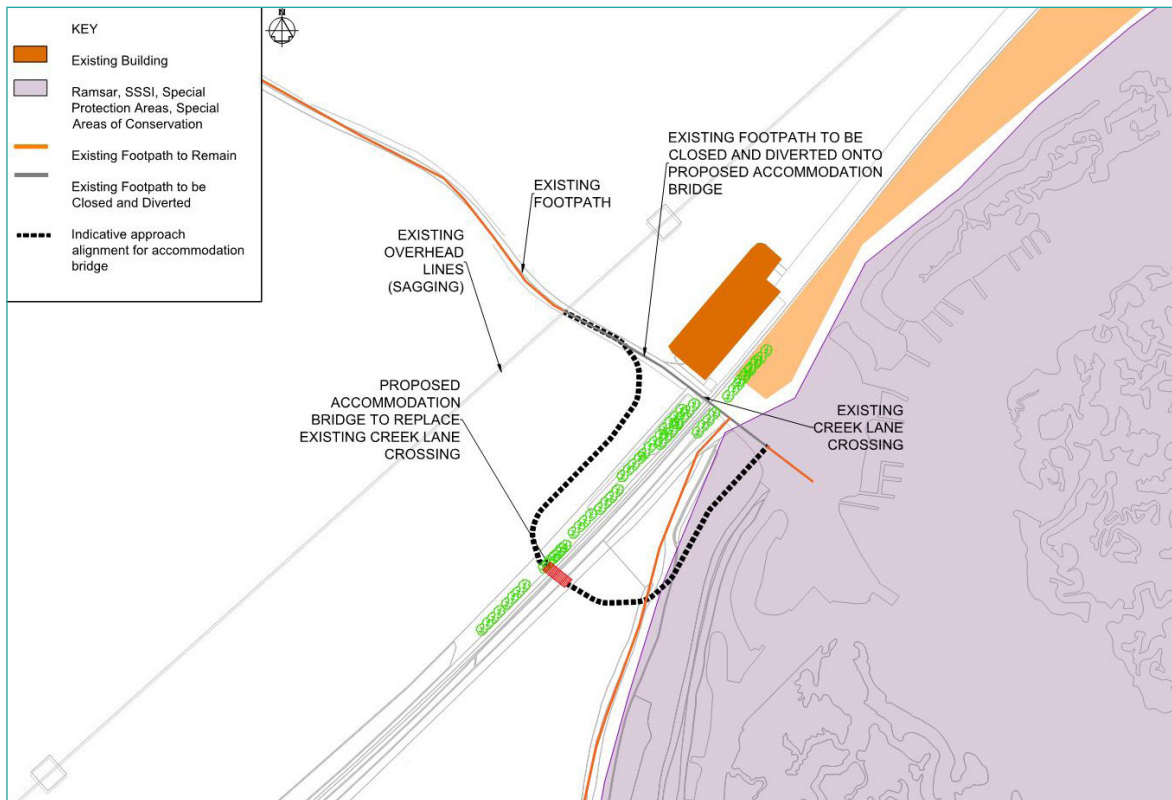 KEY
Existing Building
Ramsar, SSSI, Special
Protection Areas, Special
Areas of Conservation
Existing Footpath to Remain
Existing Footpath to be
Closed and Diverted
Indicative approach
alignment for accommodation
bridge
N
EXISTING FOOTPATH TO BE
CLOSED AND DIVERTED ONTO
PROPOSED ACCOMMODATION
BRIDGE
EXISTING
FOOTPATH
EXISTING
OVERHEAD
LINES
(SAGGING)
PROPOSED
ACCOMMODATION
BRIDGE TO REPLACE
EXISTING CREEK LANE
CROSSING
EXISTING
CREEK LANE
CROSSING